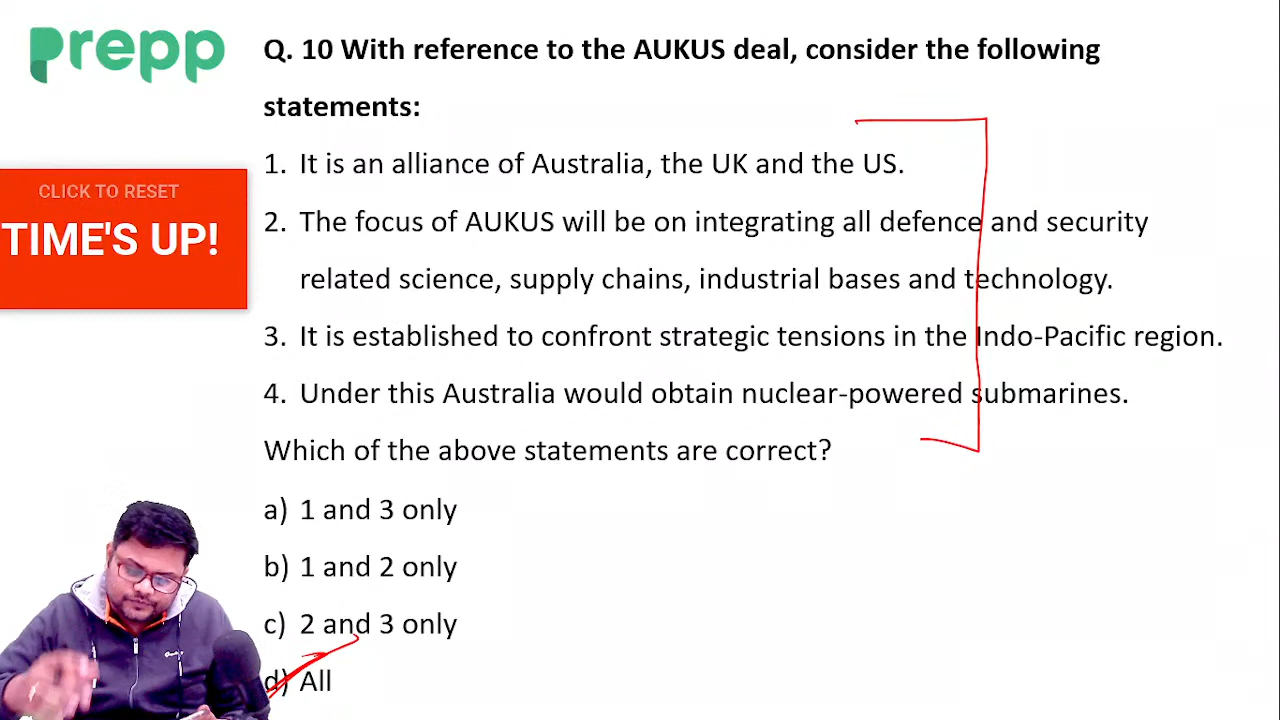 prepp
Q. 10 With reference to the AUKUS deal, consider the following
statements:
1. It is an alliance of Australia, the UK and the US.
CLICK TO RESET
TIME'S UP!
2. The focus of AUKUS will be on integrating all defence and security
related science, supply chains, industrial bases and technology.
3. It is established to confront strategic tensions in the Indo-Pacific region.
4. Under this Australia would obtain nuclear-powered submarines.
Which of the above statements are correct?
a) 1 and 3 only
b) 1 and 2 only
c) 2 and 3 only
d) All